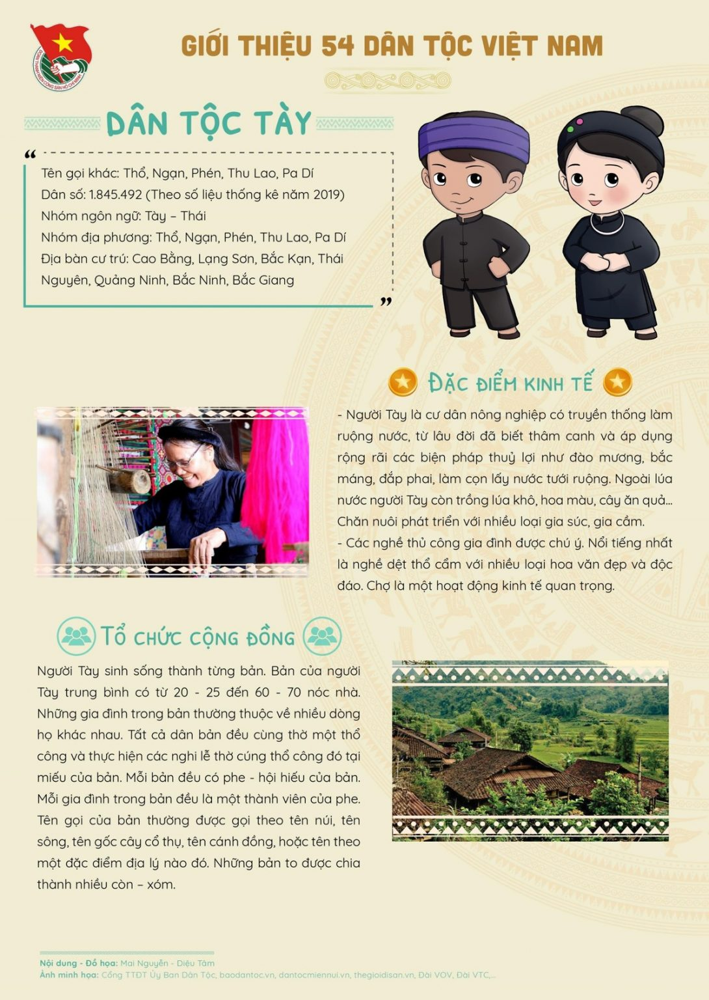 ĐOÀN THANH NIÊN CỘNG SẢN HỒ CHÍ MINH
GIỚI THIỆU 54 DÂN TỘC VIỆT NAM
DÂN TỘC TÀY
“
Tên gọi khác: Thổ, Ngạn, Phén, Thu Lao, Pa Dí
Dân số: 1.845.492 (Theo số liệu thống kê năm 2019)
Nhóm ngôn ngữ: Tày – Thái
Nhóm địa phương: Thổ, Ngạn, Phén, Thu Lao, Pa Dí
Địa bàn cư trú: Cao Bằng, Lạng Sơn, Bắc Kạn, Thái
Nguyên, Quảng Ninh, Bắc Ninh, Bắc Giang
”
ĐẶC ĐIỂM KINH TẾ
- Người Tày là cư dân nông nghiệp có truyền thống làm
ruộng nước, từ lâu đời đã biết thâm canh và áp dụng
rộng rãi các biện pháp thuỷ lợi như đào mương, bắc
máng, đắp phai, làm cọn lấy nước tưới ruộng. Ngoài lúa
nước người Tày còn trồng lúa khô, hoa màu, cây ăn quả...
Chăn nuôi phát triển với nhiều loại gia súc, gia cầm.
- Các nghề thủ công gia đình được chú ý. Nổi tiếng nhất
là nghề dệt thổ cẩm với nhiều loại hoa văn đẹp và độc
đáo. Chợ là một hoạt động kinh tế quan trọng.
TỔ CHỨC CỘNG ĐỒNG
Người Tày sinh sống thành từng bản. Bản của người
Tày trung bình có từ 20 - 25 đến 60 - 70 nóc nhà.
Những gia đình trong bản thường thuộc về nhiều dòng
họ khác nhau. Tất cả dân bản đều cùng thờ một thổ
công và thực hiện các nghi lễ thờ cúng thổ công đó tại
miếu của bản. Mỗi bản đều có phe - hội hiếu của bản.
Mỗi gia đình trong bản đều là một thành viên của phe.
Tên gọi của bản thường được gọi theo tên núi, tên
sông, tên gốc cây cổ thụ, tên cánh đồng, hoặc tên theo
một đặc điểm địa lý nào đó. Những bản to được chia
thành nhiều còn – xóm.
Nội dung - Đồ họa: Mai Nguyễn - Diệu Tâm
Ảnh minh họa: Cổng TTĐT Ủy Ban Dân Tộc, baodantoc.vn, dantocmiennui.vn, thegioidisan.vn, Đài VOV, Đài VTC,...